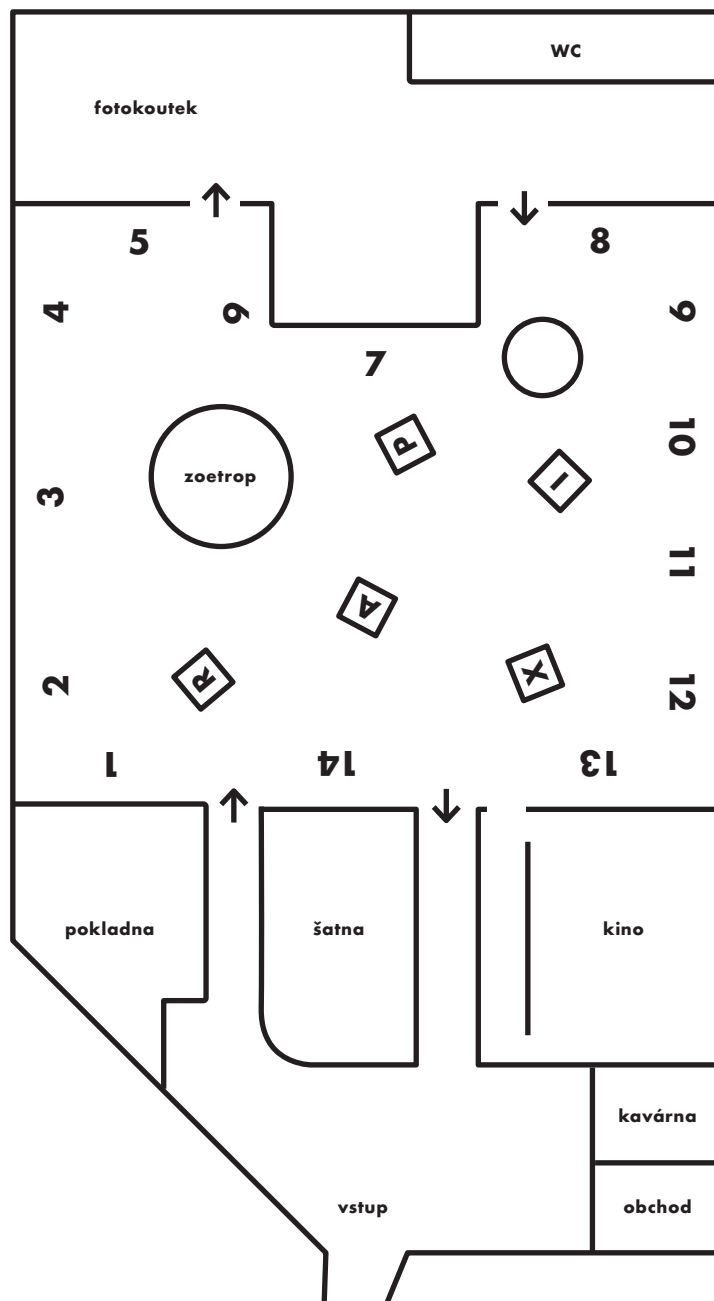 WC
fotokoutek
5
8
4
6
9
7
P
10
zoetrop
I
3
11
A
R
X
2
12
1
14
13
pokladna
šatna
kino
kavárna
vstup
obchod